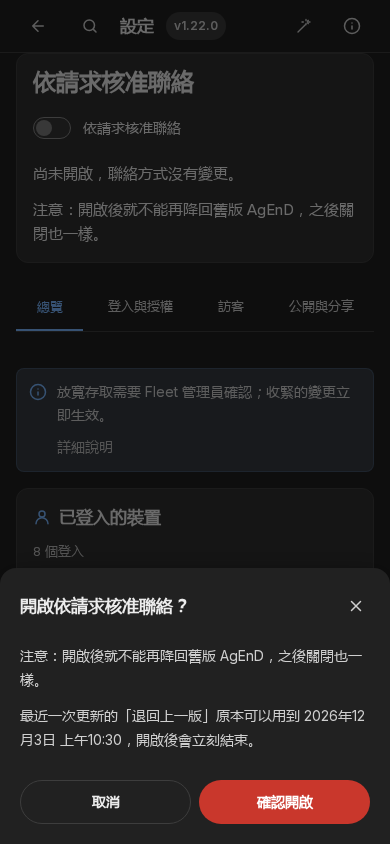 設定 v1.22.0
依請求核准聯絡
依請求核准聯絡
尚未開啟，聯絡方式沒有變更。
注意：開啟後就不能再降回舊版 AgEnD，之後關
閉也一樣。
總覽 登入與授權 訪客 公開與分享
放寬存取需要 Fleet 管理員確認；收緊的變更立
即生效。
詳細說明
已登入的裝置
8 個登入
開啟依請求核准聯絡？
注意：開啟後就不能再降回舊版 AgEnD，之後關閉也一
樣。
最近一次更新的「退回上一版」原本可以用到 2026年12
月3日 上午10:30，開啟後會立刻結束。
取消 確認開啟